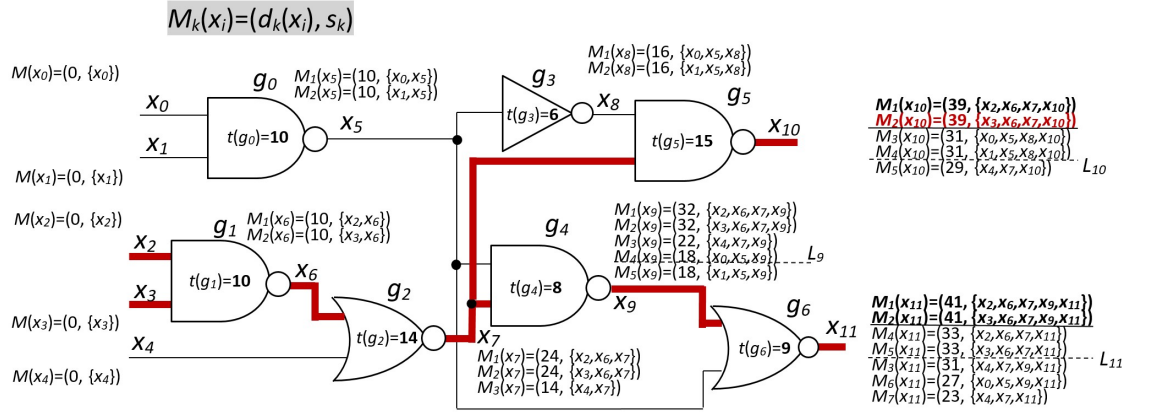 Mk(xi)=(dk(xi), sk)
M(x0)=(0, {x0})
g0
M1(x5)=(10, {x0,x5})
M2(x5)=(10, {x1,x5})
x0
x1
t(g0)=10
x5
M(x1)=(0, {x1})
M1(x8)=(16, {x0,x5,x8})
M2(x8)=(16, {x1,x5,x8})
g3
t(g3)=6
x8
g5
t(g5)=15
x10
M1(x10)=(39, {x2,x6,x7,x10})
M2(x10)=(39, {x3,x6,x7,x10})
M3(x10)=(31, {x0,x5,x8,x10})
M4(x10)=(31, {x1,x5,x8,x10})
M5(x10)=(29, {x4,x7,x10})
L10
M(x2)=(0, {x2})
g1
M1(x6)=(10, {x2,x6})
M2(x6)=(10, {x3,x6})
x2
x3
t(g1)=10
x6
M(x3)=(0, {x3})
x4
M(x4)=(0, {x4})
g2
t(g2)=14
x7
M1(x7)=(24, {x2,x6,x7})
M2(x7)=(24, {x3,x6,x7})
M3(x7)=(14, {x4,x7})
g4
t(g4)=8
M1(x9)=(32, {x2,x6,x7,x9})
M2(x9)=(32, {x3,x6,x7,x9})
M3(x9)=(22, {x4,x7,x9})
M4(x9)=(18, {x0,x5,x9})
M5(x9)=(18, {x1,x5,x9})
L9
x9
g6
t(g6)=9
x11
M1(x11)=(41, {x2,x6,x7,x9,x11})
M2(x11)=(41, {x3,x6,x7,x9,x11})
M4(x11)=(33, {x2,x6,x7,x11})
M5(x11)=(33, {x3,x6,x7,x11})
M3(x11)=(31, {x4,x7,x9,x11})
M6(x11)=(27, {x0,x5,x9,x11})
M7(x11)=(23, {x4,x7,x11})
L11